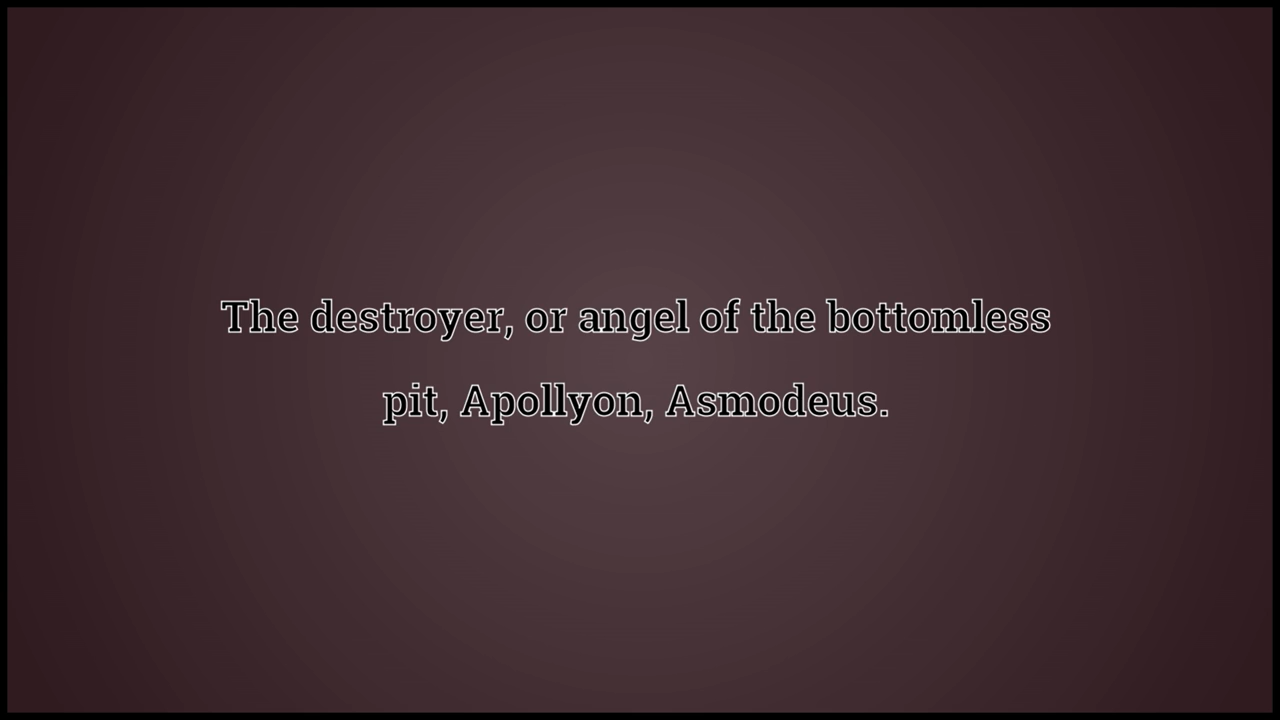 The destroyer, or angel of the bottomless
pit, Apollyon, Asmodeus.